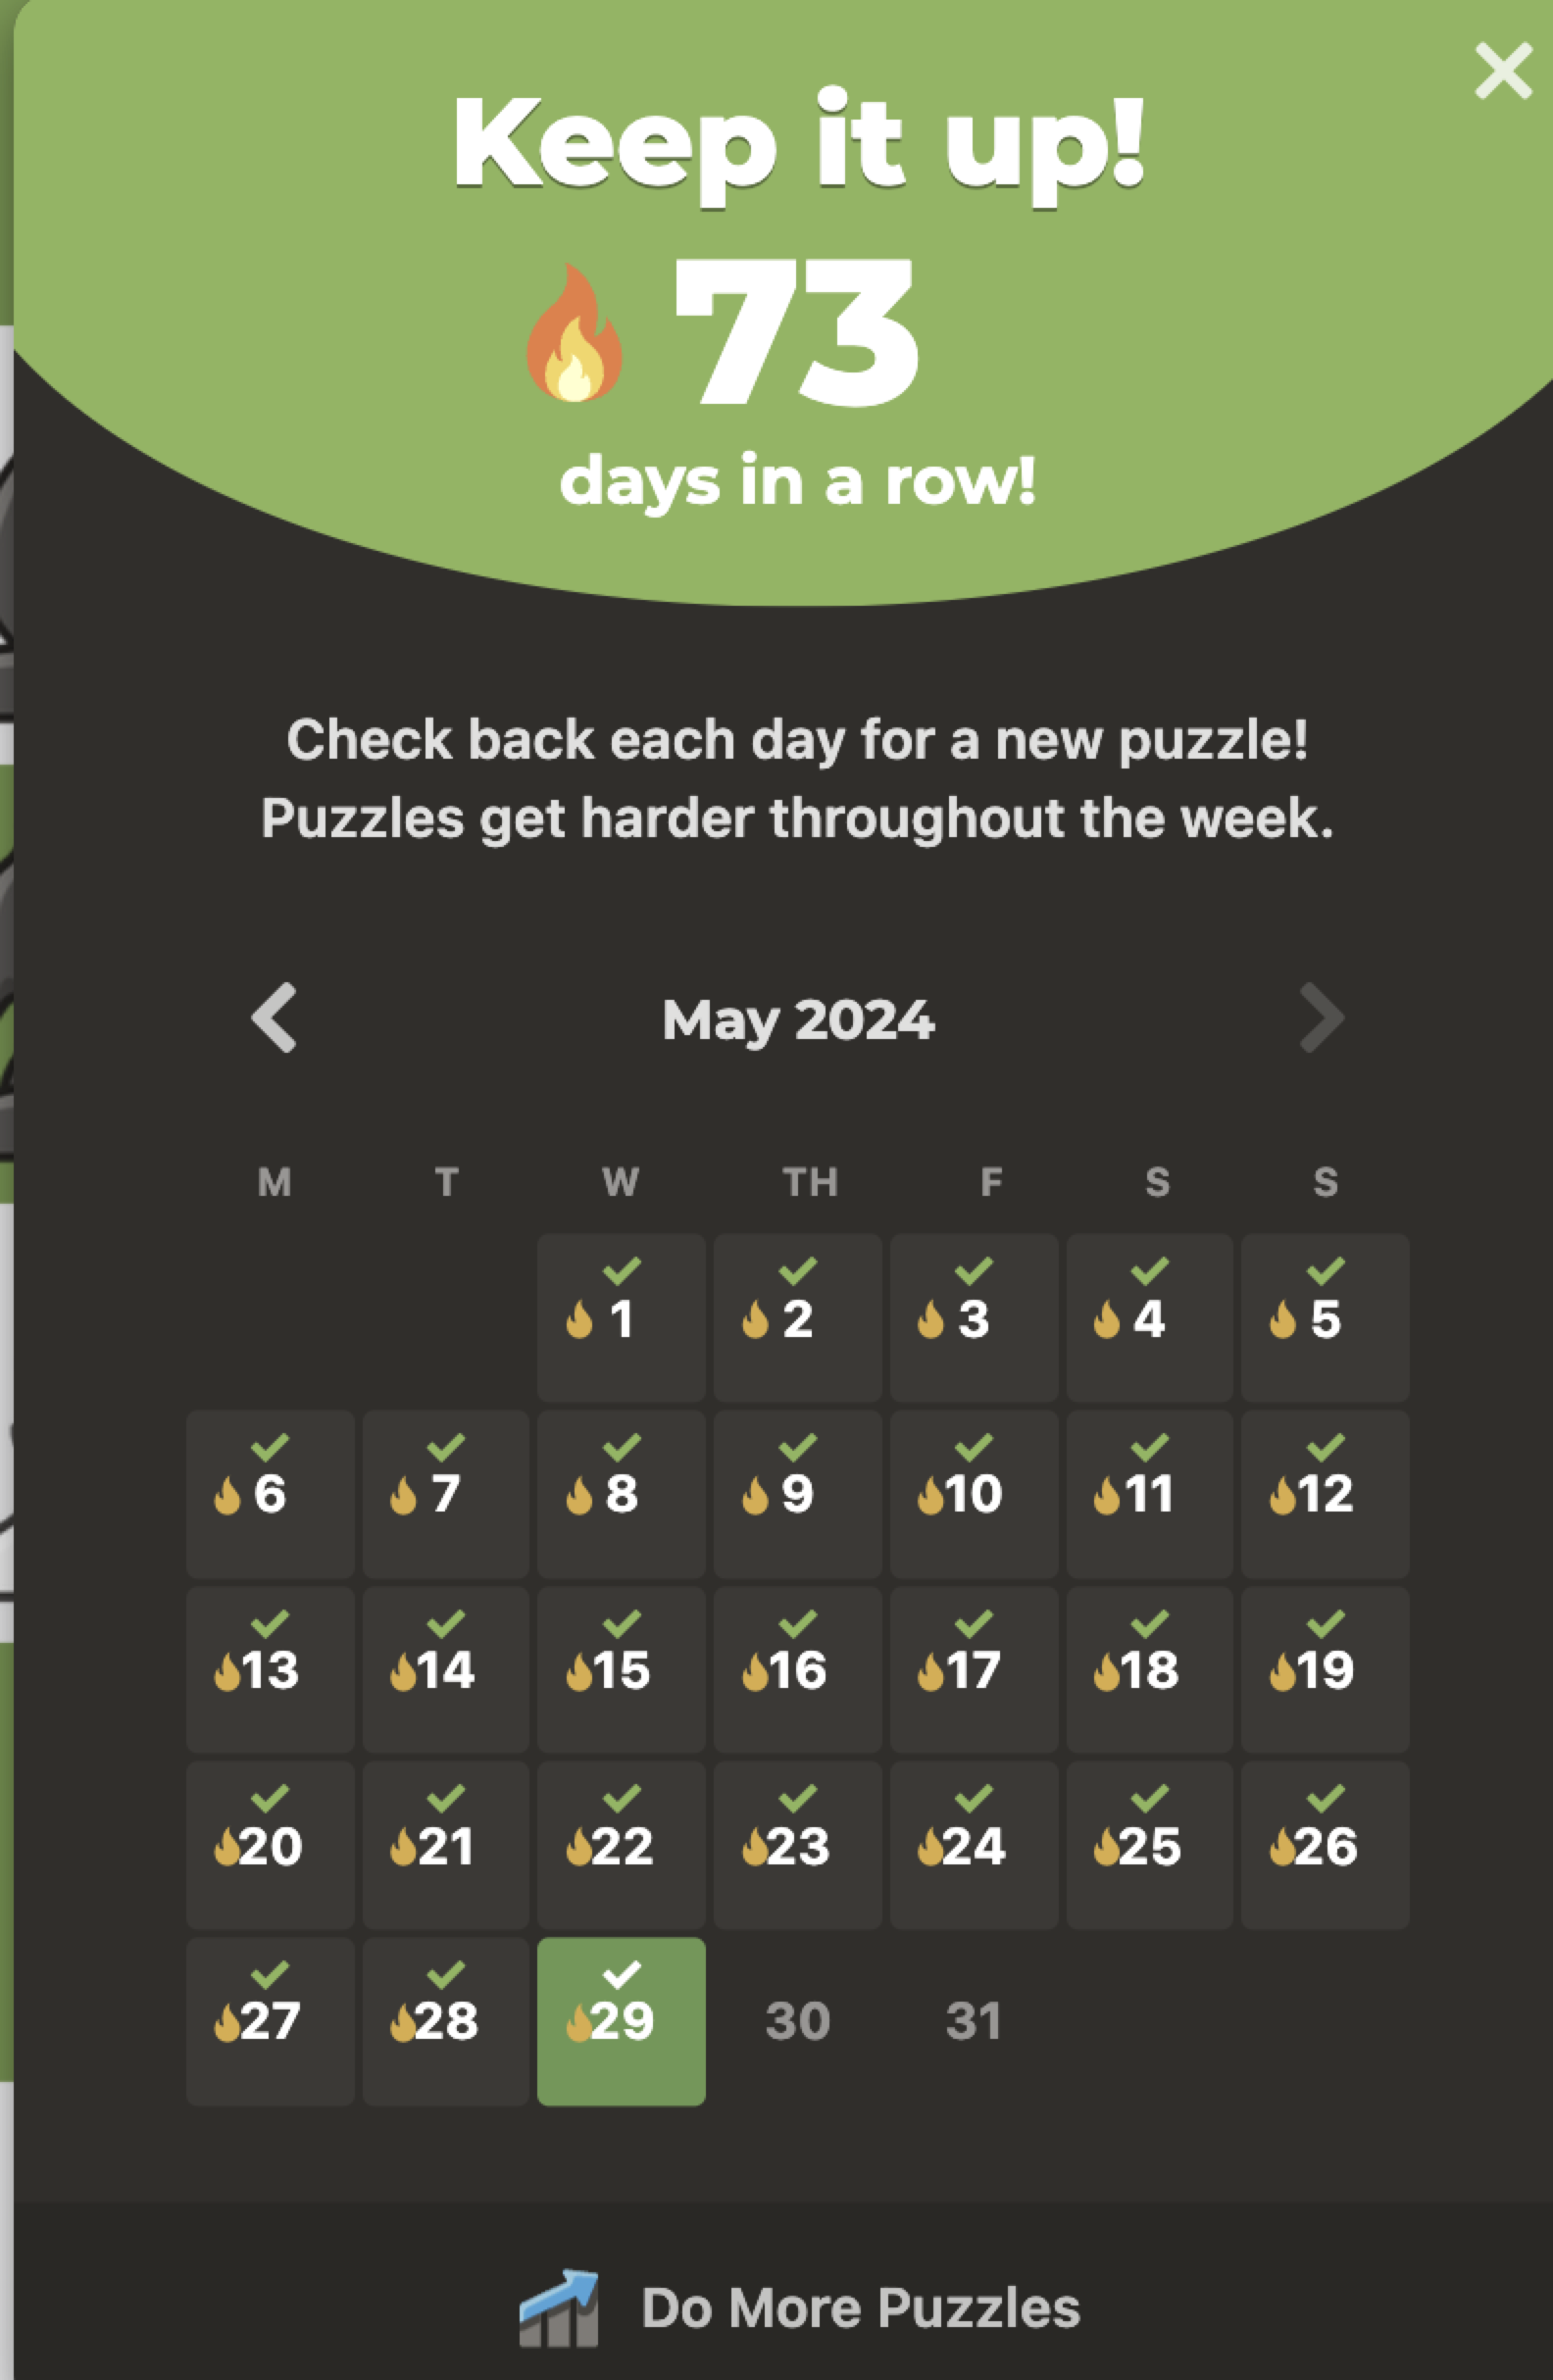 Keep it up!
73
days in a row!
Check back each day for a new puzzle!
Puzzles get harder throughout the week.
May 2024
M T W TH F S S
1 2 3 4 5
6 7 8 9 10 11 12
13 14 15 16 17 18 19
20 21 22 23 24 25 26
27 28 29 30 31
Do More Puzzles